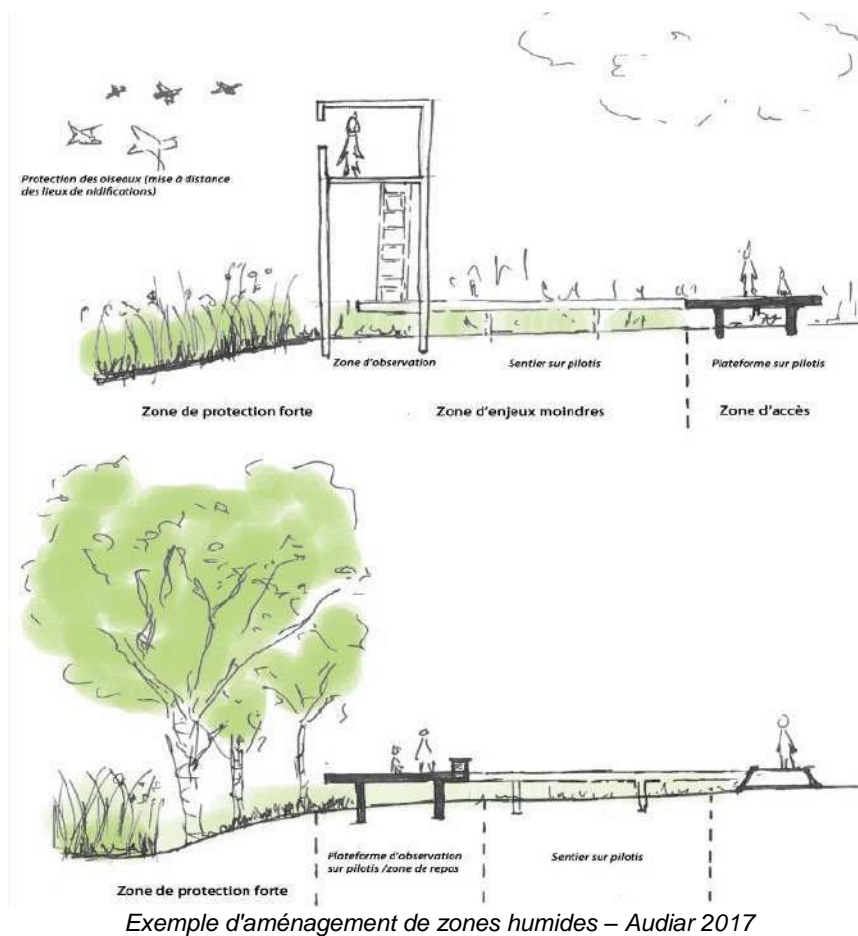 Protection des oiseaux (mise à distance
des lieux de nidifications)
Zone d'observation
Sentier sur pilotis
Plateforme sur pilotis
Zone de protection forte
Zone d'enjeux moindres
Zone d'accès
Plateforme d'observation
sur pilotis /zone de repos
Sentier sur pilotis
Zone de protection forte
Exemple d'aménagement de zones humides – Audiar 2017